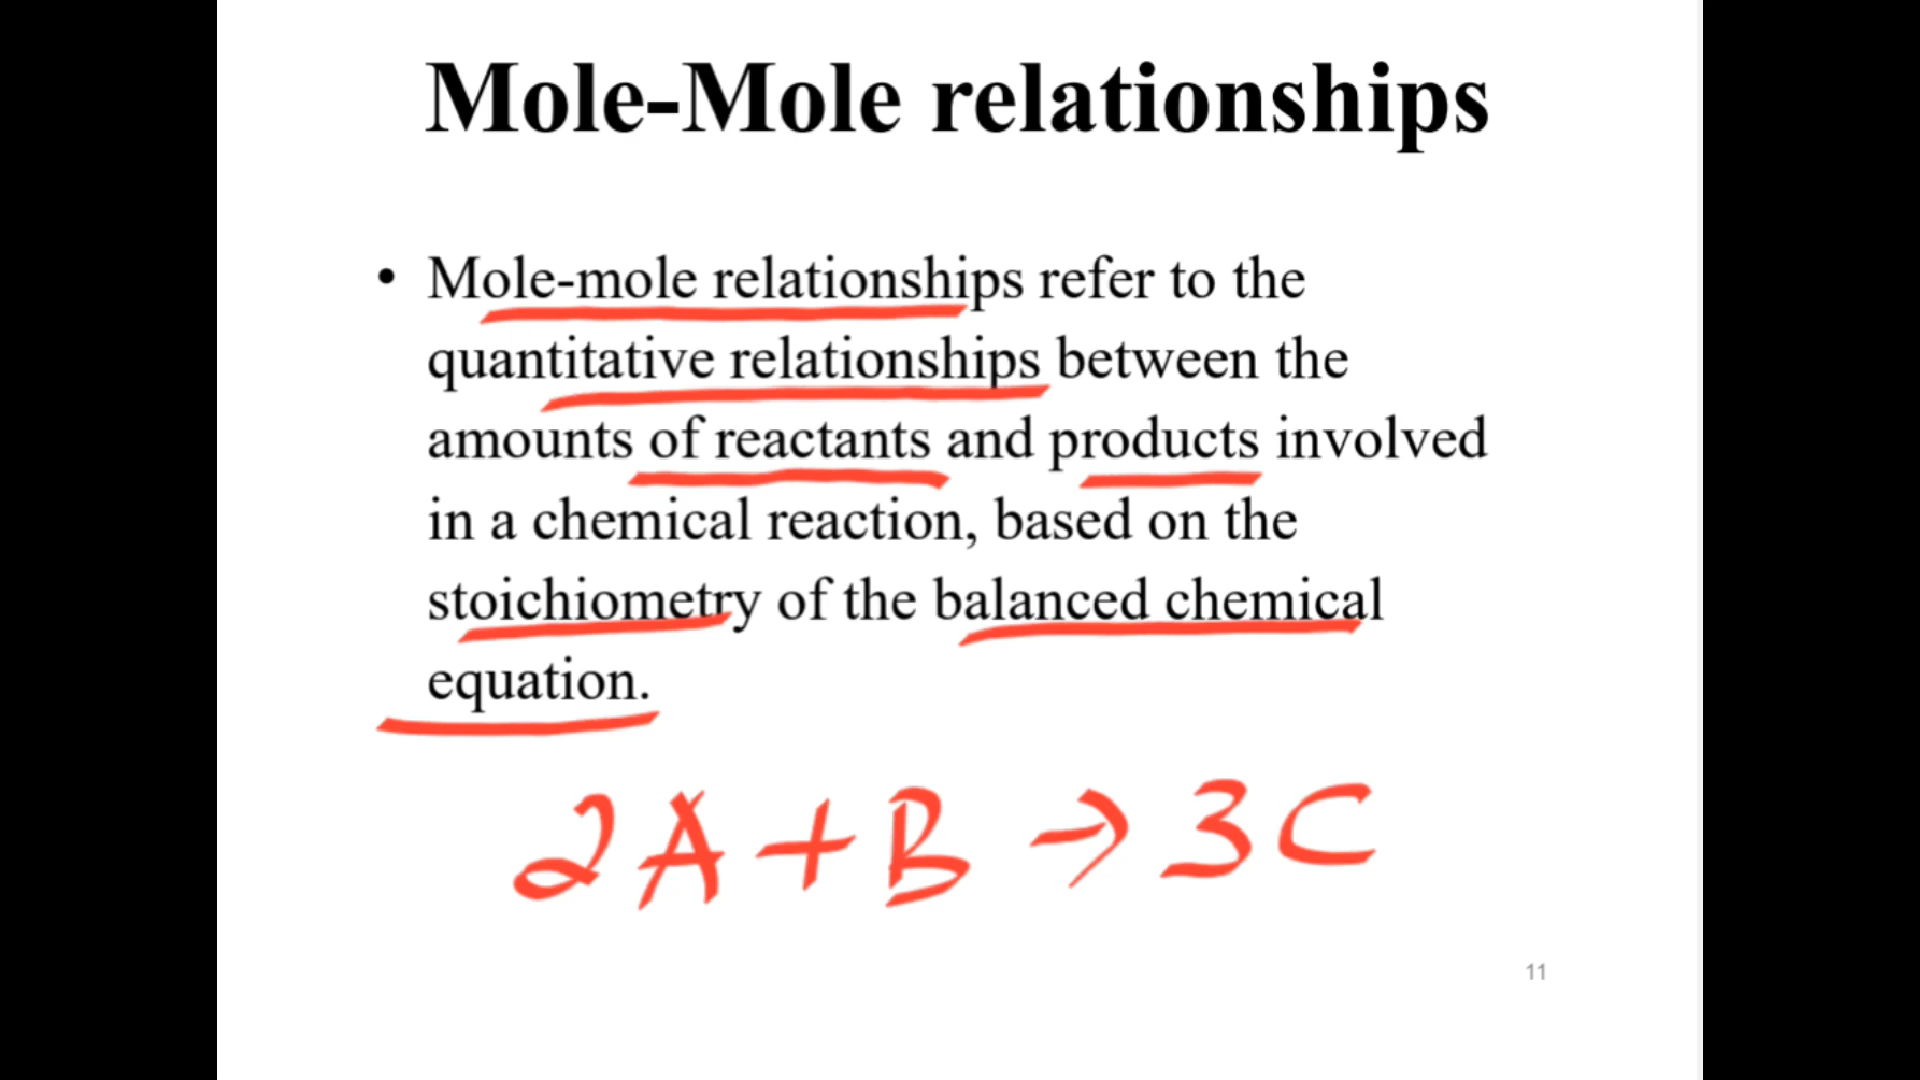 Mole-Mole relationships
• Mole-mole relationships refer to the
quantitative relationships between the
amounts of reactants and products involved
in a chemical reaction, based on the
stoichiometry of the balanced chemical
equation.
2A + B → 3C
11